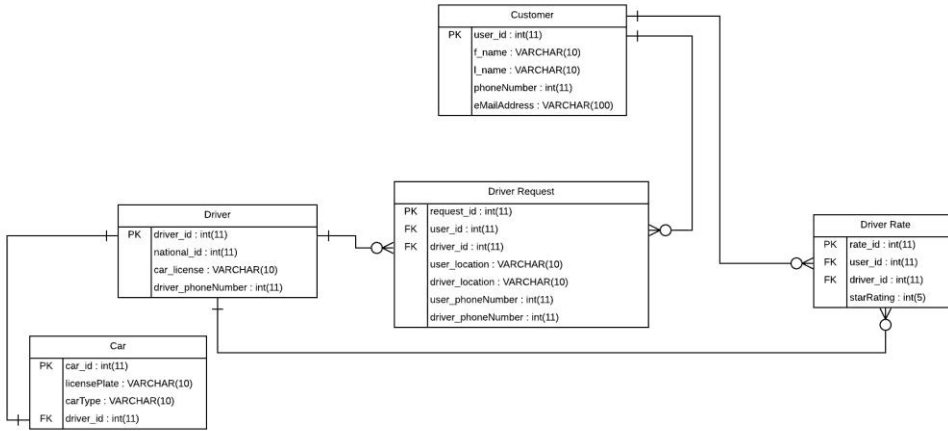 Customer
PK user_id : int(11)
f_name : VARCHAR(10)
l_name : VARCHAR(10)
phoneNumber : int(11)
eMailAddress : VARCHAR(100)
Driver Request
PK request_id : int(11)
FK user_id : int(11)
FK driver_id : int(11)
user_location : VARCHAR(10)
driver_location : VARCHAR(10)
user_phoneNumber : int(11)
driver_phoneNumber : int(11)
Driver
PK driver_id : int(11)
national_id : int(11)
car_license : VARCHAR(10)
driver_phoneNumber : int(11)
Driver Rate
PK rate_id : int(11)
FK user_id : int(11)
FK driver_id : int(11)
starRating : int(5)
Car
PK car_id : int(11)
licensePlate : VARCHAR(10)
carType : VARCHAR(10)
FK driver_id : int(11)